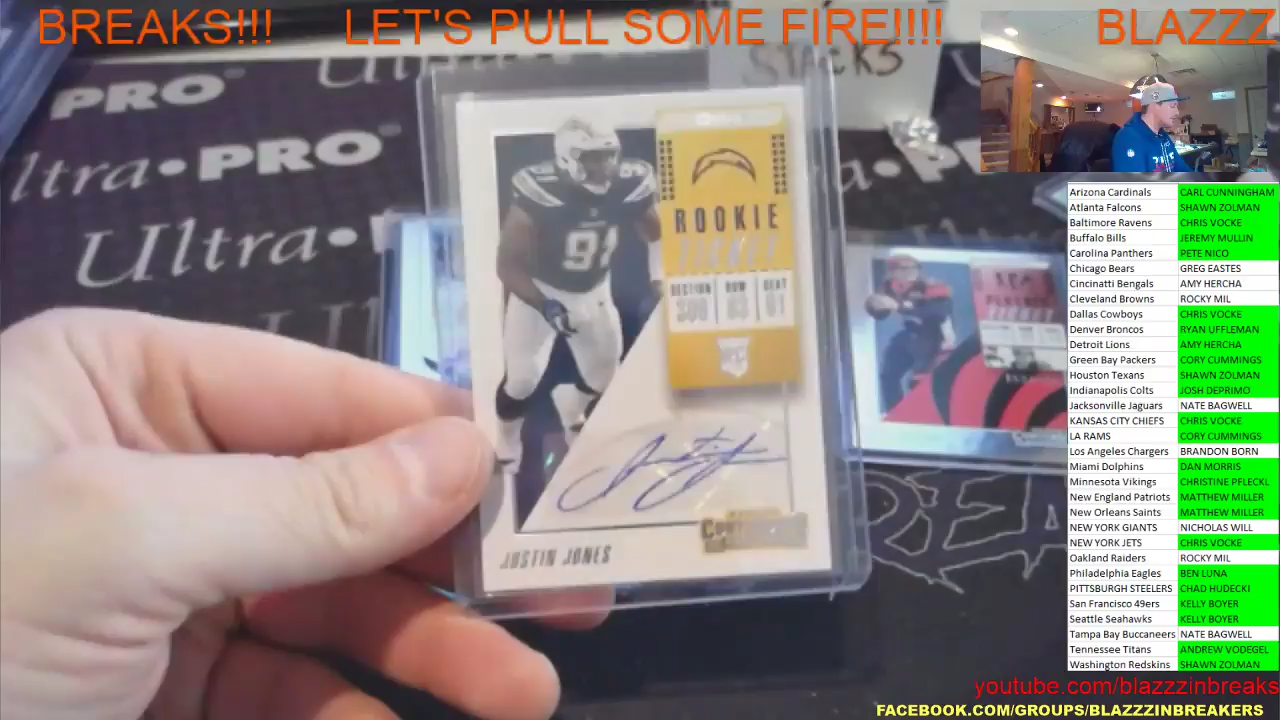 BREAKS!!! LET'S PULL SOME FIRE!!!! BLAZZZ
PRO
STACKS
Ultra•PRO
Ultra•
91
ROOKIE
TICKET
SECTION ROW SEAT
CONTENDERS
JUSTIN JONES
Arizona Cardinals CARL CUNNINGHAM
Atlanta Falcons SHAWN ZOLMAN
Baltimore Ravens CHRIS VOCKE
Buffalo Bills JEREMY MULLIN
Carolina Panthers PETE NICO
Chicago Bears GREG EASTES
Cincinatti Bengals AMY HERCHA
Cleveland Browns ROCKY MIL
Dallas Cowboys CHRIS VOCKE
Denver Broncos RYAN UFFLEMAN
Detroit Lions AMY HERCHA
Green Bay Packers CORY CUMMINGS
Houston Texans SHAWN ZOLMAN
Indianapolis Colts JOSH DEPRIMO
Jacksonville Jaguars NATE BAGWELL
KANSAS CITY CHIEFS CHRIS VOCKE
LA RAMS CORY CUMMINGS
Los Angeles Chargers BRANDON BORN
Miami Dolphins DAN MORRIS
Minnesota Vikings CHRISTINE PFLECKL
New England Patriots MATTHEW MILLER
New Orleans Saints MATTHEW MILLER
NEW YORK GIANTS NICHOLAS WILL
NEW YORK JETS CHRIS VOCKE
Oakland Raiders ROCKY MIL
Philadelphia Eagles BEN LUNA
PITTSBURGH STEELERS CHAD HUDECKI
San Francisco 49ers KELLY BOYER
Seattle Seahawks KELLY BOYER
Tampa Bay Buccaneers NATE BAGWELL
Tennessee Titans ANDREW VODEGEL
Washington Redskins SHAWN ZOLMAN
youtube.com/blazzzinbreaks
FACEBOOK.COM/GROUPS/BLAZZZINBREAKERS